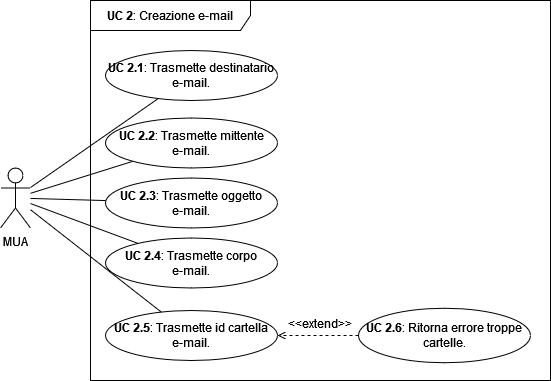 UC 2: Creazione e-mail
UC 2.1: Trasmette destinatario
e-mail.
UC 2.2: Trasmette mittente
e-mail.
UC 2.3: Trasmette oggetto
e-mail.
MUA
UC 2.4: Trasmette corpo
e-mail.
UC 2.5: Trasmette id cartella
e-mail.
<<extend>>
UC 2.6: Ritorna errore troppe
cartelle.